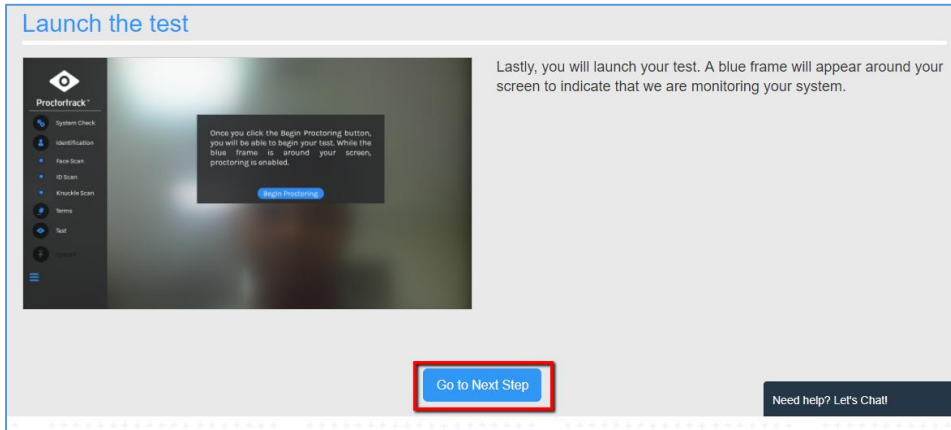 Launch the test
Proctortrack™
System Check
Identification
Face Scan
ID Scan
Knuckle Scan
Terms
Test
Once you click the Begin Proctoring button,
you will be able to begin your test. While the
blue frame is around your screen,
proctoring is enabled.
Begin Proctoring
Lastly, you will launch your test. A blue frame will appear around your
screen to indicate that we are monitoring your system.
Go to Next Step
Need help? Let's Chat!